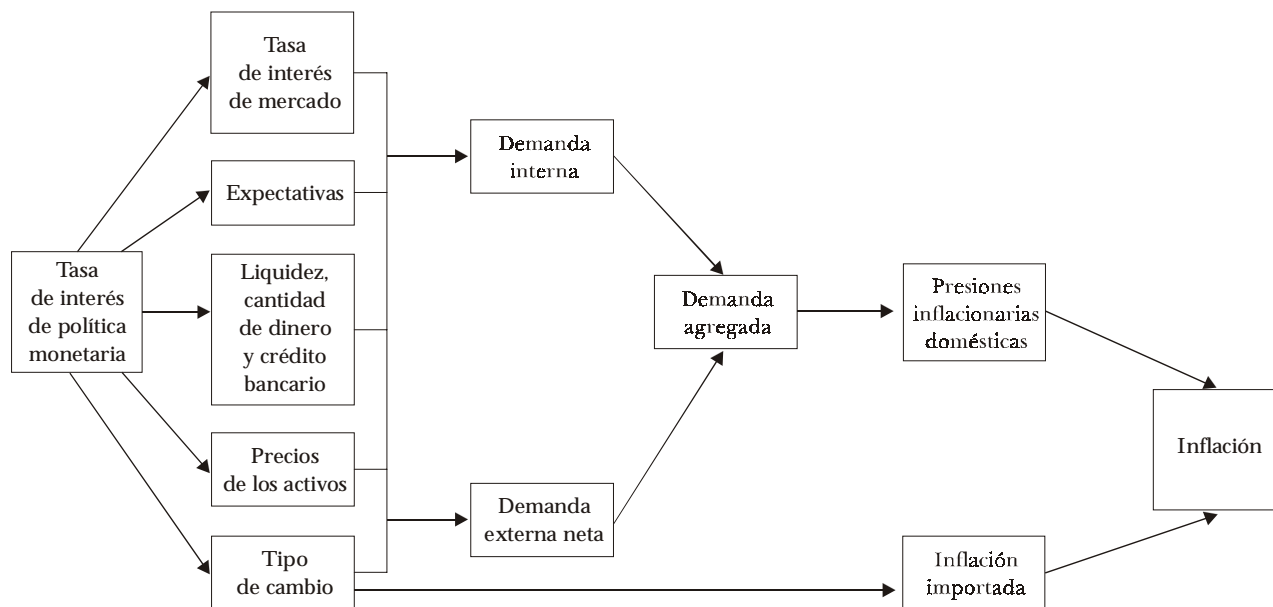 Tasa
de interés
de mercado
Expectativas
Tasa
de interés
de política
monetaria
Liquidez,
cantidad
de dinero
y crédito
bancario
Precios
de los activos
Tipo
de cambio
Demanda
interna
Demanda
externa neta
Demanda
agregada
Presiones
inflacionarias
domésticas
Inflación
importada
Inflación